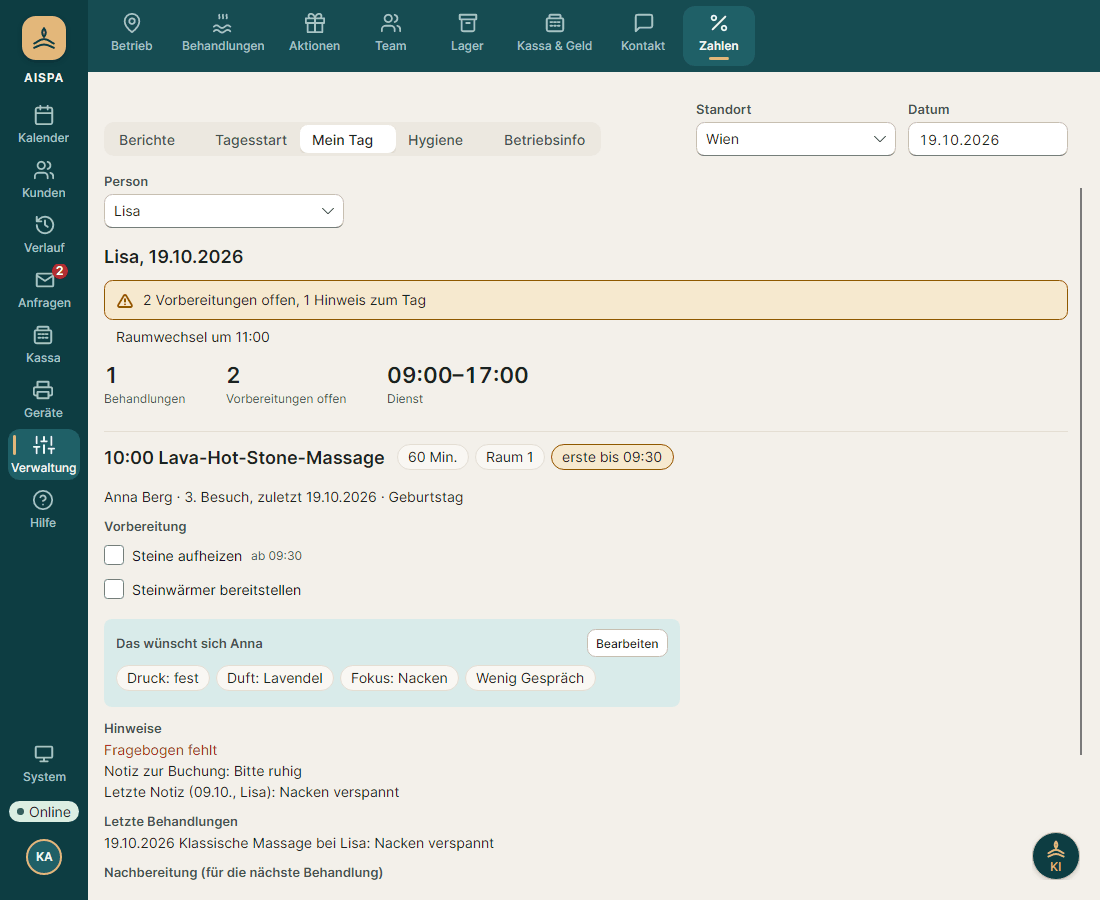 AISPA
Kalender
Kunden
Verlauf
2
Anfragen
Kassa
Geräte
Verwaltung
Hilfe
System
Online
KA
Betrieb
Behandlungen
Aktionen
Team
Lager
Kassa & Geld
Kontakt
Zahlen
Berichte
Tagesstart
Mein Tag
Hygiene
Betriebsinfo
Standort
Wien
Datum
19.10.2026
Person
Lisa
Lisa, 19.10.2026
2 Vorbereitungen offen, 1 Hinweis zum Tag
Raumwechsel um 11:00
1
Behandlungen
2
Vorbereitungen offen
09:00–17:00
Dienst
10:00 Lava-Hot-Stone-Massage 60 Min. Raum 1 erste bis 09:30
Anna Berg · 3. Besuch, zuletzt 19.10.2026 · Geburtstag
Vorbereitung
Steine aufheizen ab 09:30
Steinwärmer bereitstellen
Das wünscht sich Anna
Bearbeiten
Druck: fest Duft: Lavendel Fokus: Nacken Wenig Gespräch
Hinweise
Fragebogen fehlt
Notiz zur Buchung: Bitte ruhig
Letzte Notiz (09.10., Lisa): Nacken verspannt
Letzte Behandlungen
19.10.2026 Klassische Massage bei Lisa: Nacken verspannt
Nachbereitung (für die nächste Behandlung)
KI